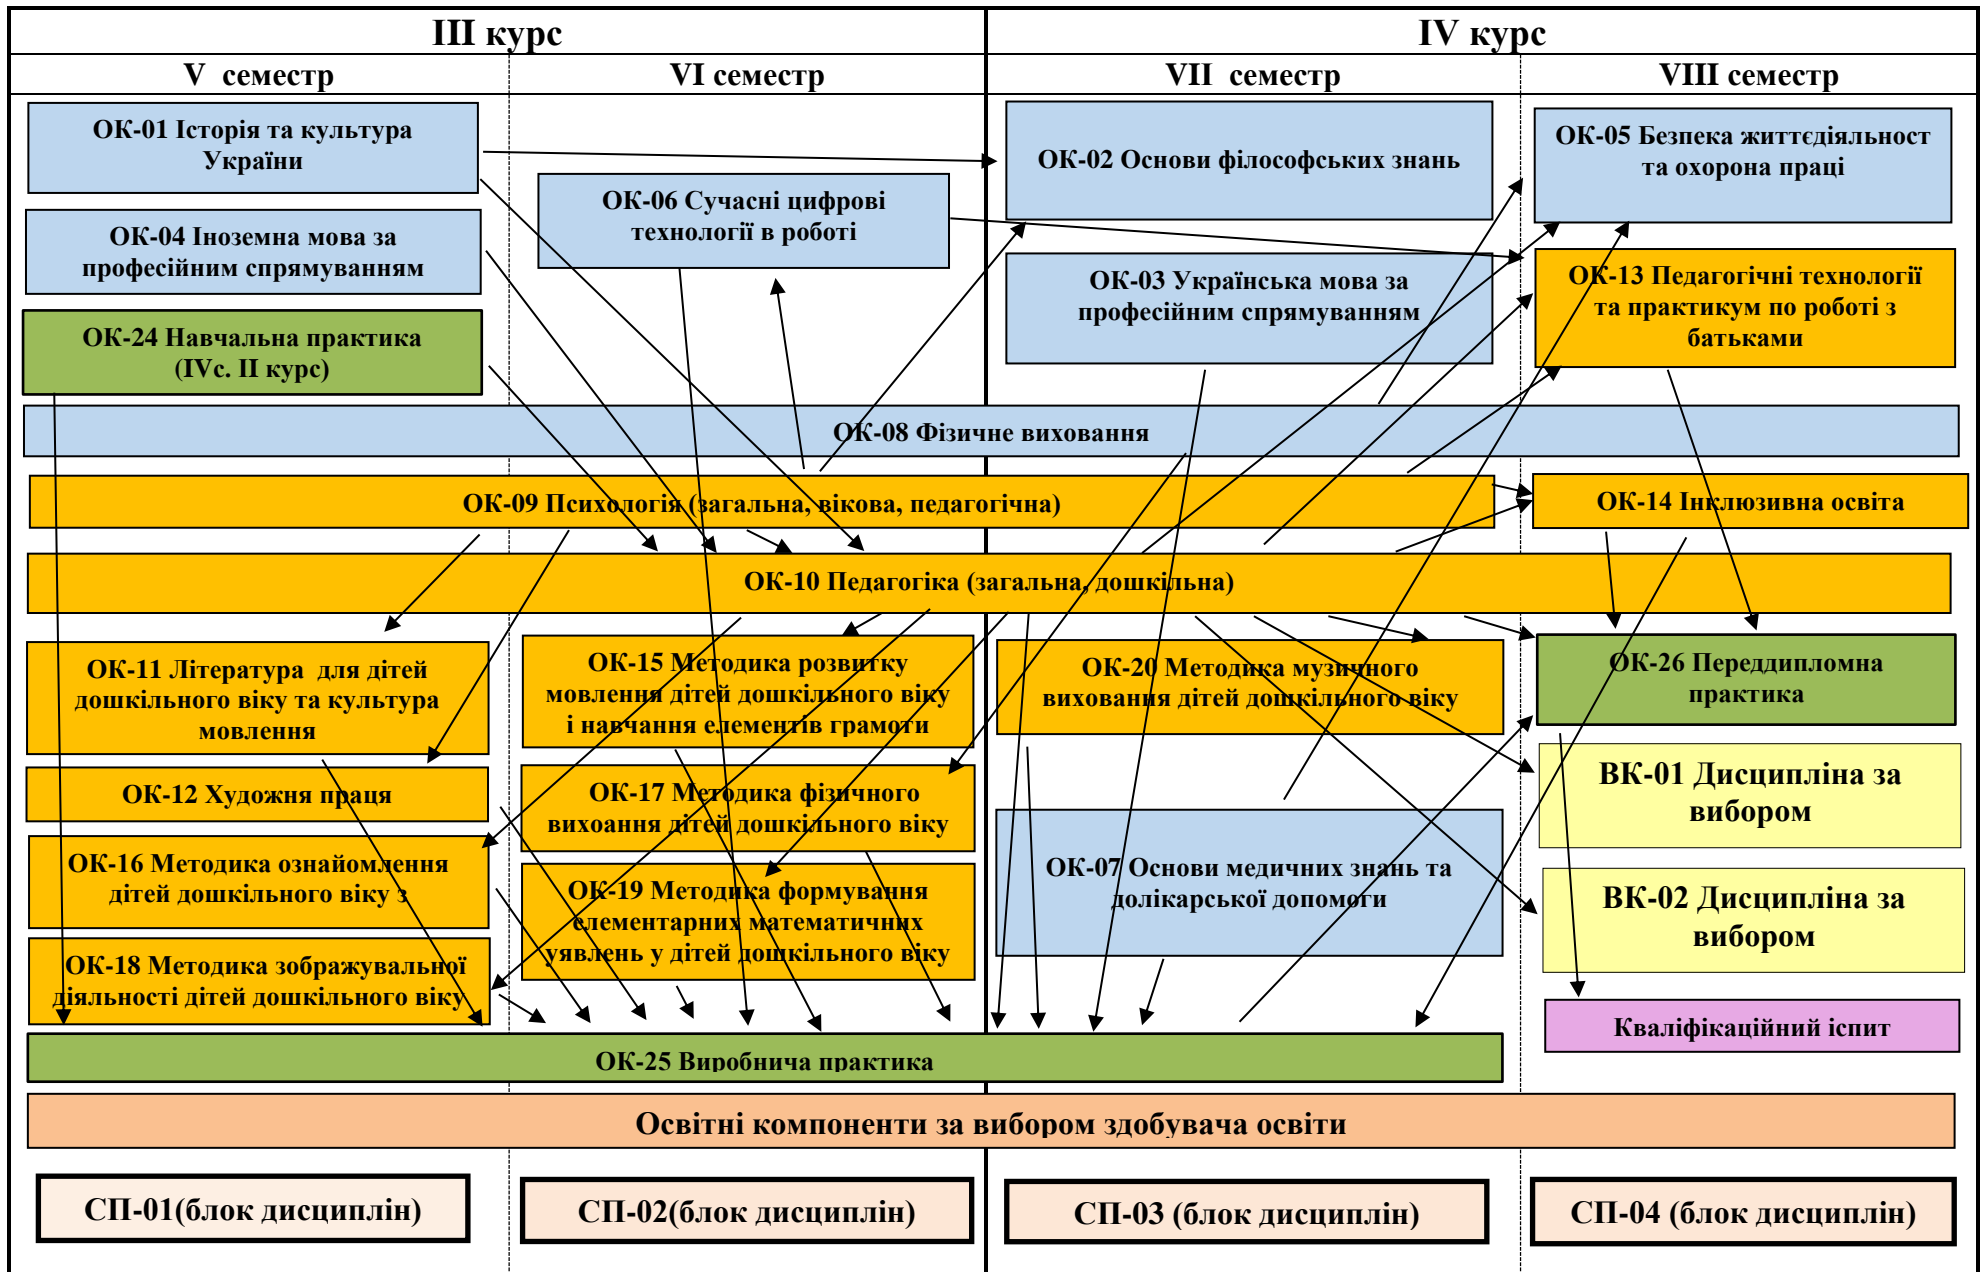 III курс
IV курс
V семестр
VI семестр
VII семестр
VIII семестр
ОК-01 Історія та культура
України
ОК-04 Іноземна мова за
професійним спрямуванням
ОК-24 Навчальна практика
(IVс. II курс)
ОК-06 Сучасні цифрові
технології в роботі
ОК-02 Основи філософських знань
ОК-03 Українська мова за
професійним спрямуванням
ОК-05 Безпека життєдіяльност
та охорона праці
ОК-13 Педагогічні технології
та практикум по роботі з
батьками
ОК-08 Фізичне виховання
ОК-09 Психологія (загальна, вікова, педагогічна)
ОК-14 Інклюзивна освіта
ОК-10 Педагогіка (загальна, дошкільна)
ОК-11 Література для дітей
дошкільного віку та культура
мовлення
ОК-12 Художня праця
ОК-16 Методика ознайомлення
дітей дошкільного віку з
ОК-18 Методика зображувальної
діяльності дітей дошкільного віку
ОК-15 Методика розвитку
мовлення дітей дошкільного віку
і навчання елементів грамоти
ОК-17 Методика фізичного
вихоання дітей дошкільного віку
ОК-19 Методика формування
елементарних математичних
уявлень у дітей дошкільного віку
ОК-20 Методика музичного
виховання дітей дошкільного віку
ОК-07 Основи медичних знань та
долікарської допомоги
ОК-26 Переддипломна
практика
ВК-01 Дисципліна за
вибором
ВК-02 Дисципліна за
вибором
Кваліфікаційний іспит
ОК-25 Виробнича практика
Освітні компоненти за вибором здобувача освіти
СП-01(блок дисциплін)
СП-02(блок дисциплін)
СП-03 (блок дисциплін)
СП-04 (блок дисциплін)